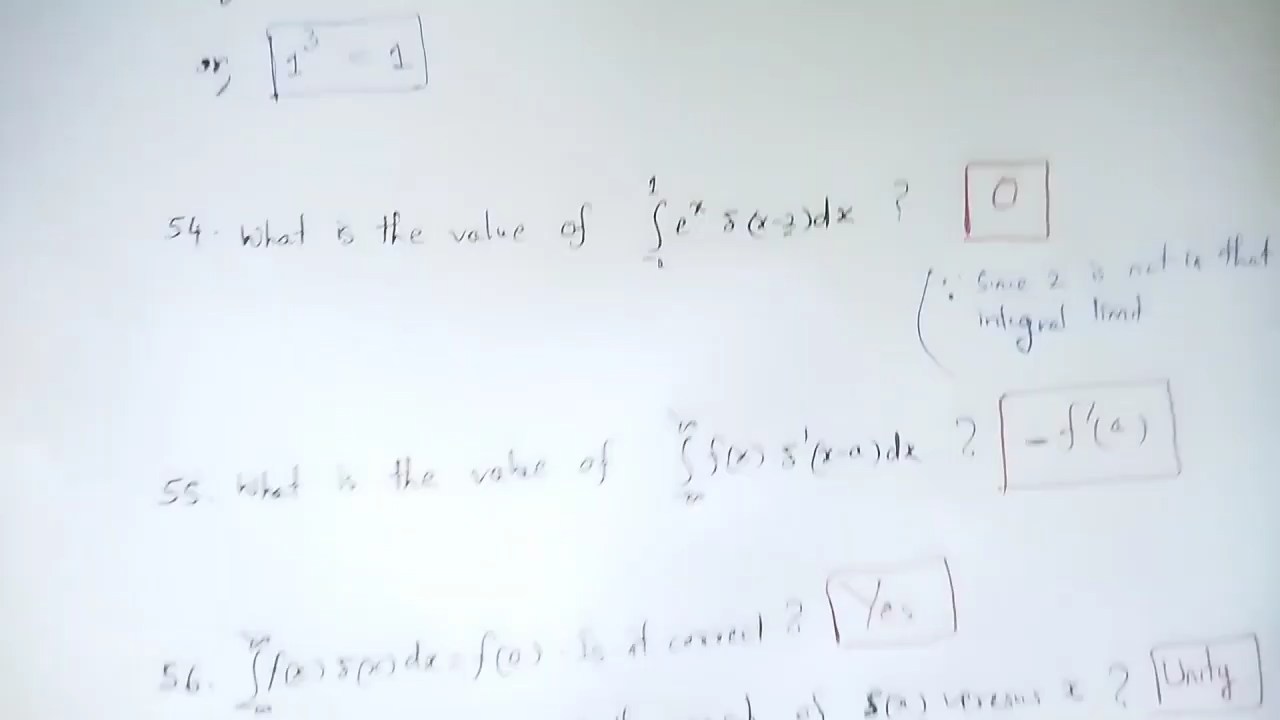 or, 1³ = 1
54. What is the value of ∫₋₁¹ eˣ δ(x-2)dx ? 0
(∵ Since 2 is not in that
integral limit
55. What is the value of ∫₋∞^∞ f(x) δ'(x-a)dx ? -f'(a)
56. ∫₋∞^∞ f(x) δ(x)dx = f(0). Is it correct ? Yes
of δ(x) versus x ? Unity